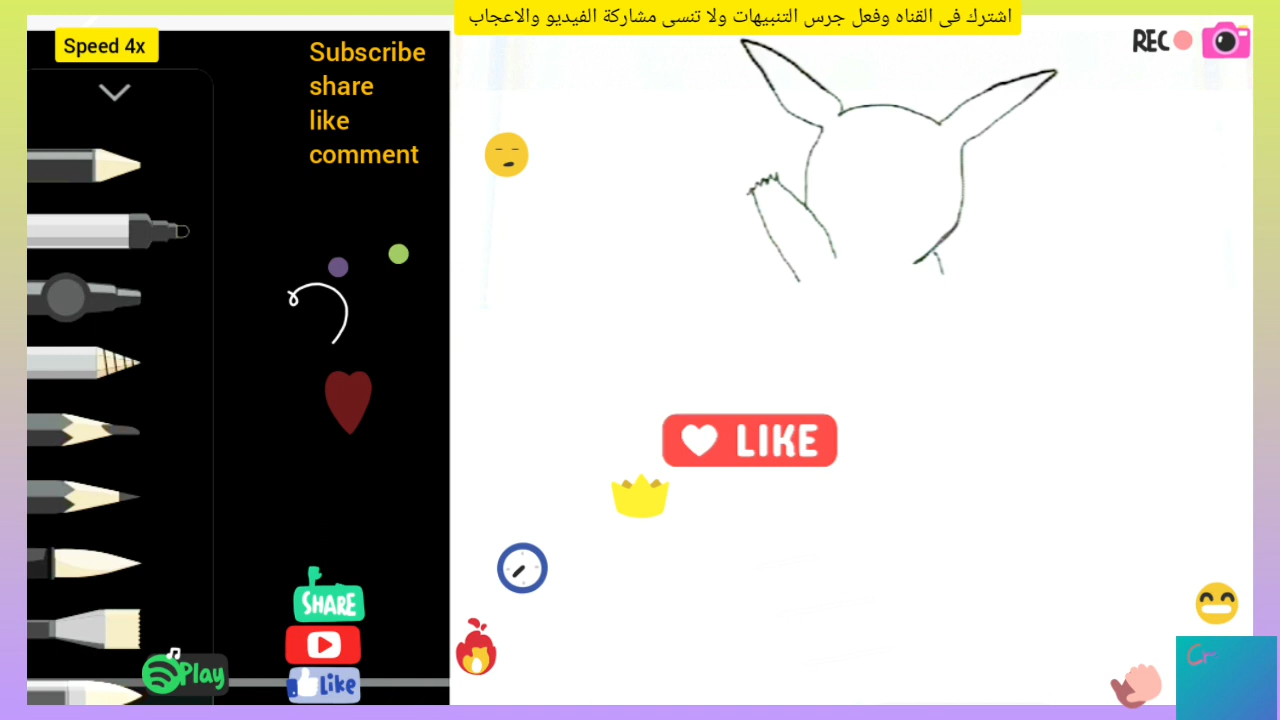 اشترك فى القناه وفعل جرس التنبيهات ولا تنسى مشاركة الفيديو والاعجاب
Speed 4x
Subscribe
share
like
comment
REC
LIKE
SHARE
Play
Like
Cr